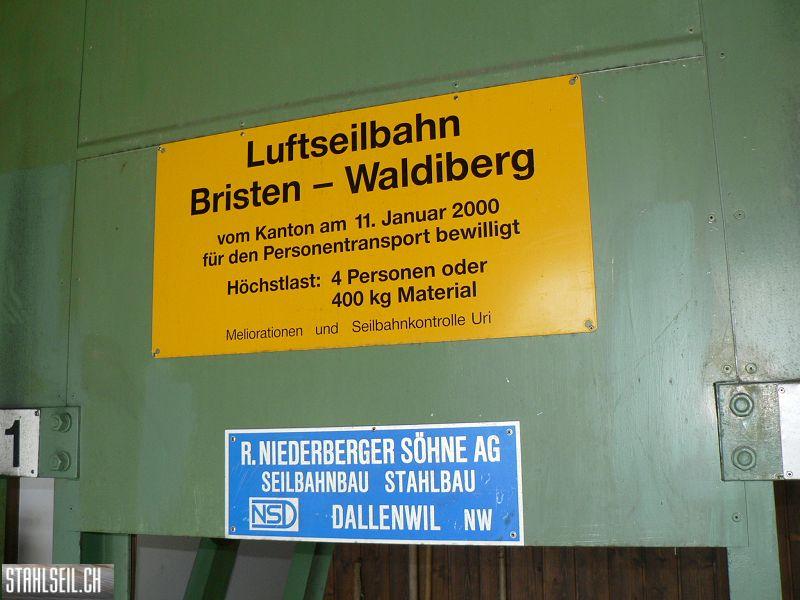 Luftseilbahn
Bristen – Waldiberg
vom Kanton am 11. Januar 2000
für den Personentransport bewilligt
Höchstlast: 4 Personen oder
400 kg Material
Meliorationen und Seilbahnkontrolle Uri
1
R. NIEDERBERGER SÖHNE AG
SEILBAHNBAU STAHLBAU
NSD DALLENWIL NW
STAHLSEIL.CH